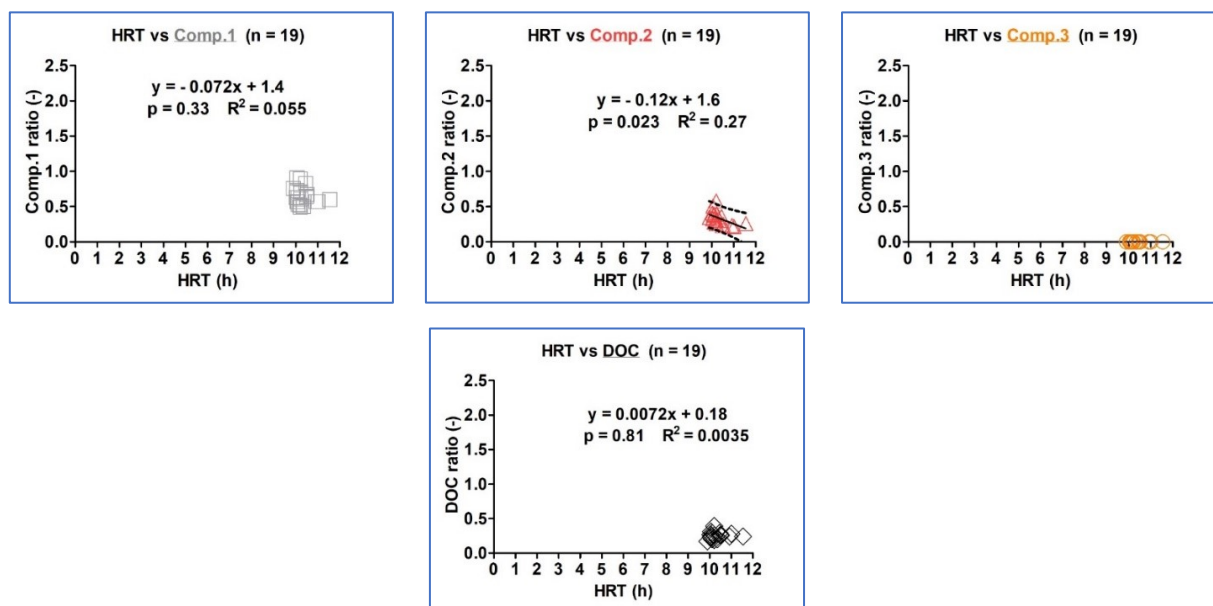 HRT vs Comp.1 (n = 19)
y = - 0.072x + 1.4
p = 0.33 R² = 0.055
Comp.1 ratio (-)
2.5
2.0
1.5
1.0
0.5
0.0
0 1 2 3 4 5 6 7 8 9 10 11 12
HRT (h)
HRT vs Comp.2 (n = 19)
y = - 0.12x + 1.6
p = 0.023 R² = 0.27
Comp.2 ratio (-)
2.5
2.0
1.5
1.0
0.5
0.0
0 1 2 3 4 5 6 7 8 9 10 11 12
HRT (h)
HRT vs Comp.3 (n = 19)
Comp.3 ratio (-)
2.5
2.0
1.5
1.0
0.5
0.0
0 1 2 3 4 5 6 7 8 9 10 11 12
HRT (h)
HRT vs DOC (n = 19)
y = 0.0072x + 0.18
p = 0.81 R² = 0.0035
DOC ratio (-)
2.5
2.0
1.5
1.0
0.5
0.0
0 1 2 3 4 5 6 7 8 9 10 11 12
HRT (h)